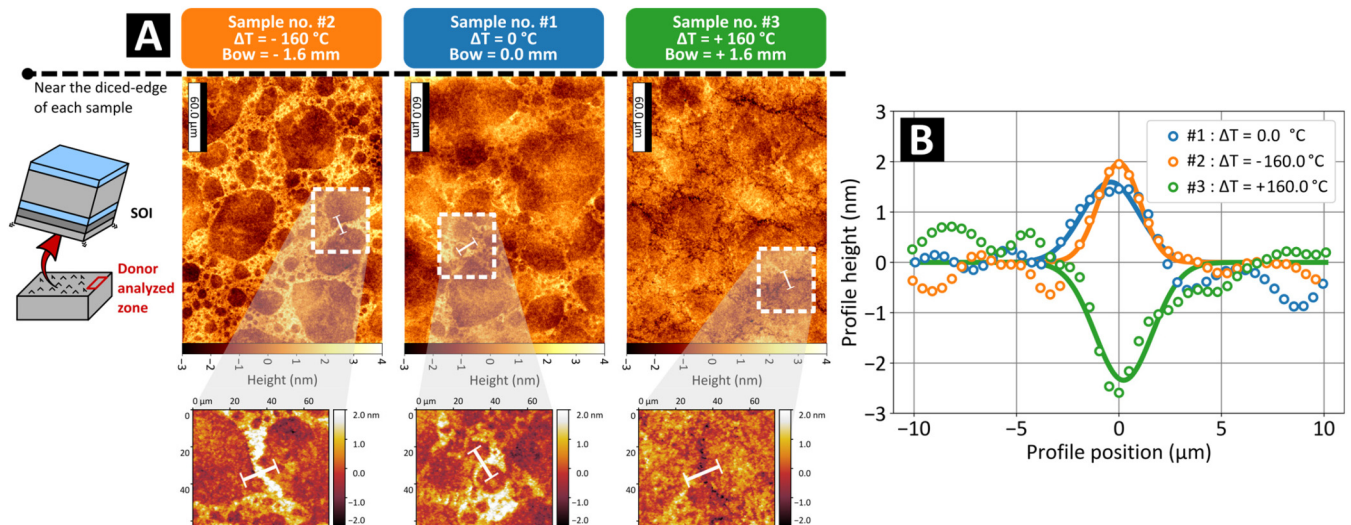 A
Sample no. #2
ΔT = - 160 °C
Bow = - 1.6 mm
Sample no. #1
ΔT = 0 °C
Bow = 0.0 mm
Sample no. #3
ΔT = + 160 °C
Bow = + 1.6 mm
Near the diced-edge
of each sample
SOI
Donor
analyzed
zone
60.0 µm
60.0 µm
60.0 µm
-3 -2 -1 0 1 2 3 4
Height (nm)
-3 -2 -1 0 1 2 3 4
Height (nm)
-3 -2 -1 0 1 2 3 4
Height (nm)
0 µm 20 40 60
0
20
40
2.0 nm
1.0
0.0
−1.0
−2.0
0 µm 20 40 60
0
20
40
2.0 nm
1.0
0.0
−1.0
−2.0
0 µm 20 40 60
0
20
40
2.0 nm
1.0
0.0
−1.0
−2.0
B
#1 : ΔT = 0.0 °C
#2 : ΔT = -160.0 °C
#3 : ΔT = +160.0 °C
Profile height (nm)
3
2
1
0
−1
−2
−3
−10 −5 0 5 10
Profile position (µm)